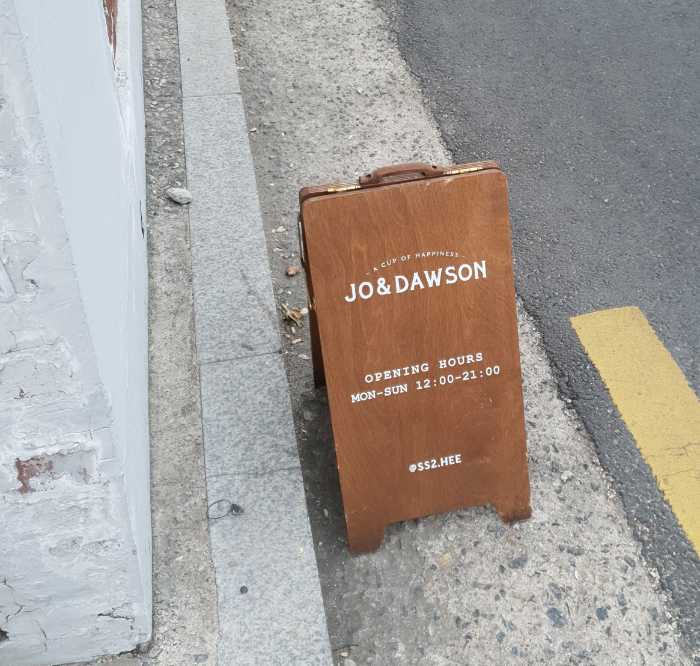 A CUP OF HAPPINESS
JO&DAWSON
OPENING HOURS
MON-SUN 12:00-21:00
@SS2.HEE